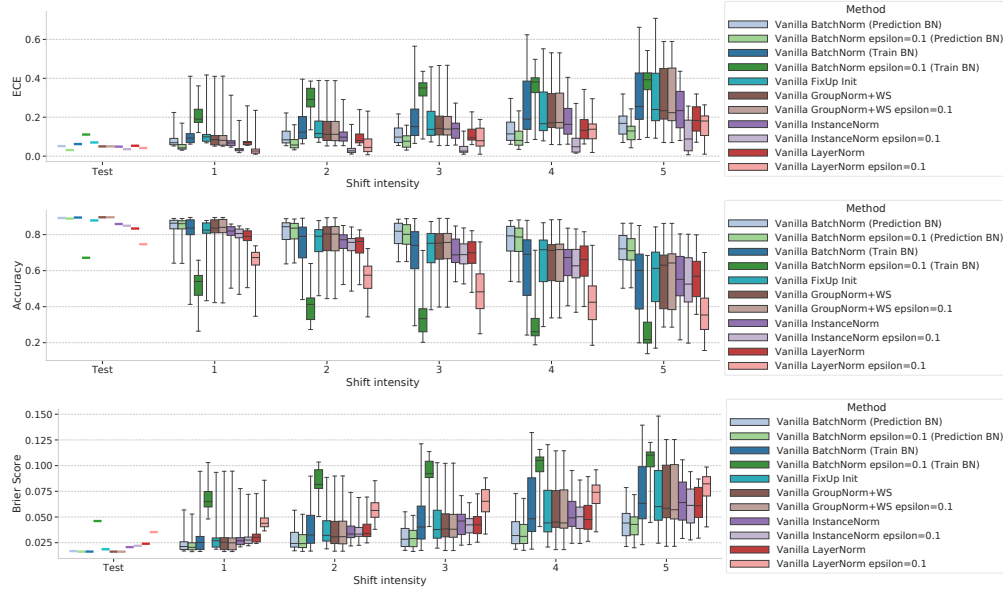 ECE
0.6
0.4
0.2
0.0
Test
1
2
3
4
5
Shift intensity
Method
Vanilla BatchNorm (Prediction BN)
Vanilla BatchNorm epsilon=0.1 (Prediction BN)
Vanilla BatchNorm (Train BN)
Vanilla BatchNorm epsilon=0.1 (Train BN)
Vanilla FixUp Init
Vanilla GroupNorm+WS
Vanilla GroupNorm+WS epsilon=0.1
Vanilla InstanceNorm
Vanilla InstanceNorm epsilon=0.1
Vanilla LayerNorm
Vanilla LayerNorm epsilon=0.1
Accuracy
0.8
0.6
0.4
0.2
Test
1
2
3
4
5
Shift intensity
Method
Vanilla BatchNorm (Prediction BN)
Vanilla BatchNorm epsilon=0.1 (Prediction BN)
Vanilla BatchNorm (Train BN)
Vanilla BatchNorm epsilon=0.1 (Train BN)
Vanilla FixUp Init
Vanilla GroupNorm+WS
Vanilla GroupNorm+WS epsilon=0.1
Vanilla InstanceNorm
Vanilla InstanceNorm epsilon=0.1
Vanilla LayerNorm
Vanilla LayerNorm epsilon=0.1
Brier Score
0.150
0.125
0.100
0.075
0.050
0.025
Test
1
2
3
4
5
Shift intensity
Method
Vanilla BatchNorm (Prediction BN)
Vanilla BatchNorm epsilon=0.1 (Prediction BN)
Vanilla BatchNorm (Train BN)
Vanilla BatchNorm epsilon=0.1 (Train BN)
Vanilla FixUp Init
Vanilla GroupNorm+WS
Vanilla GroupNorm+WS epsilon=0.1
Vanilla InstanceNorm
Vanilla InstanceNorm epsilon=0.1
Vanilla LayerNorm
Vanilla LayerNorm epsilon=0.1